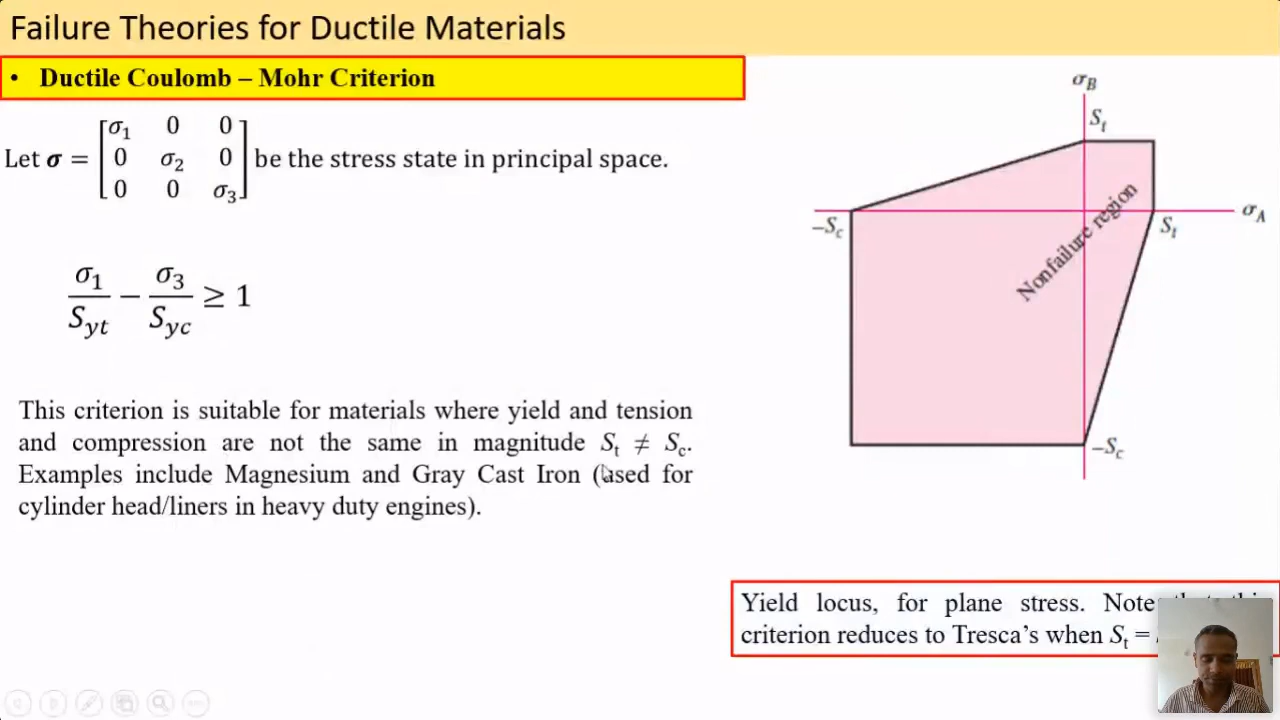 Failure Theories for Ductile Materials
• Ductile Coulomb – Mohr Criterion
Let σ = [σ1 0 0
0 σ2 0
0 0 σ3] be the stress state in principal space.
σ1/Syt − σ3/Syc ≥ 1
This criterion is suitable for materials where yield and tension
and compression are not the same in magnitude St ≠ Sc.
Examples include Magnesium and Gray Cast Iron (used for
cylinder head/liners in heavy duty engines).
σB
St
σA
−Sc
St
Nonfailure region
−Sc
Yield locus, for plane stress. Note
criterion reduces to Tresca's when St =